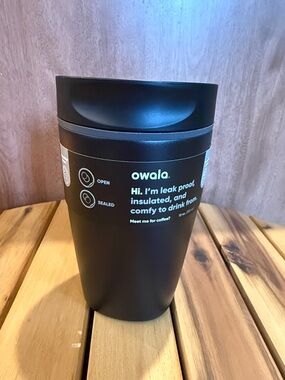 owala.
OPEN
SEALED
Hi, I'm leak proof,
insulated, and
comfy to drink from.
Meet me for coffee?